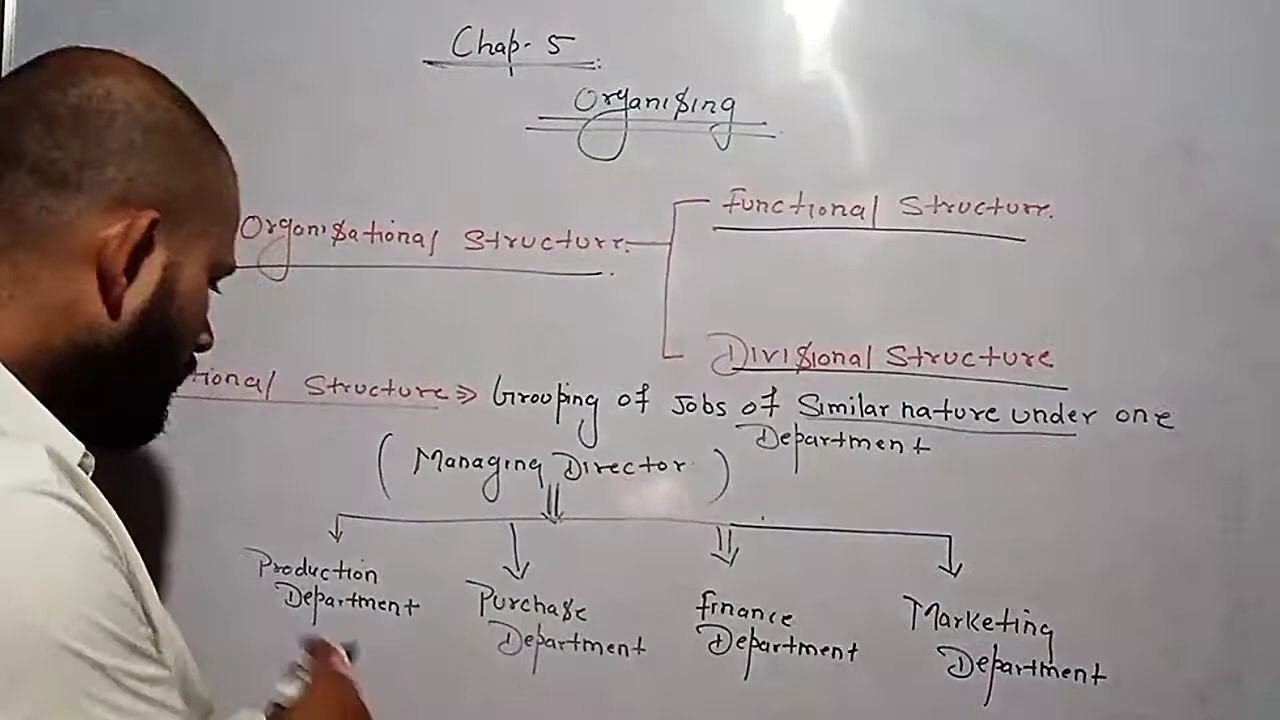 Chap- 5
Organising
Organisational Structure
Functional Structure.
Divisional Structure
tional Structure => Grouping of Jobs of Similar nature under one
Department
( Managing Director )
Production
Department
Purchase
Department
finance
Department
Marketing
Department